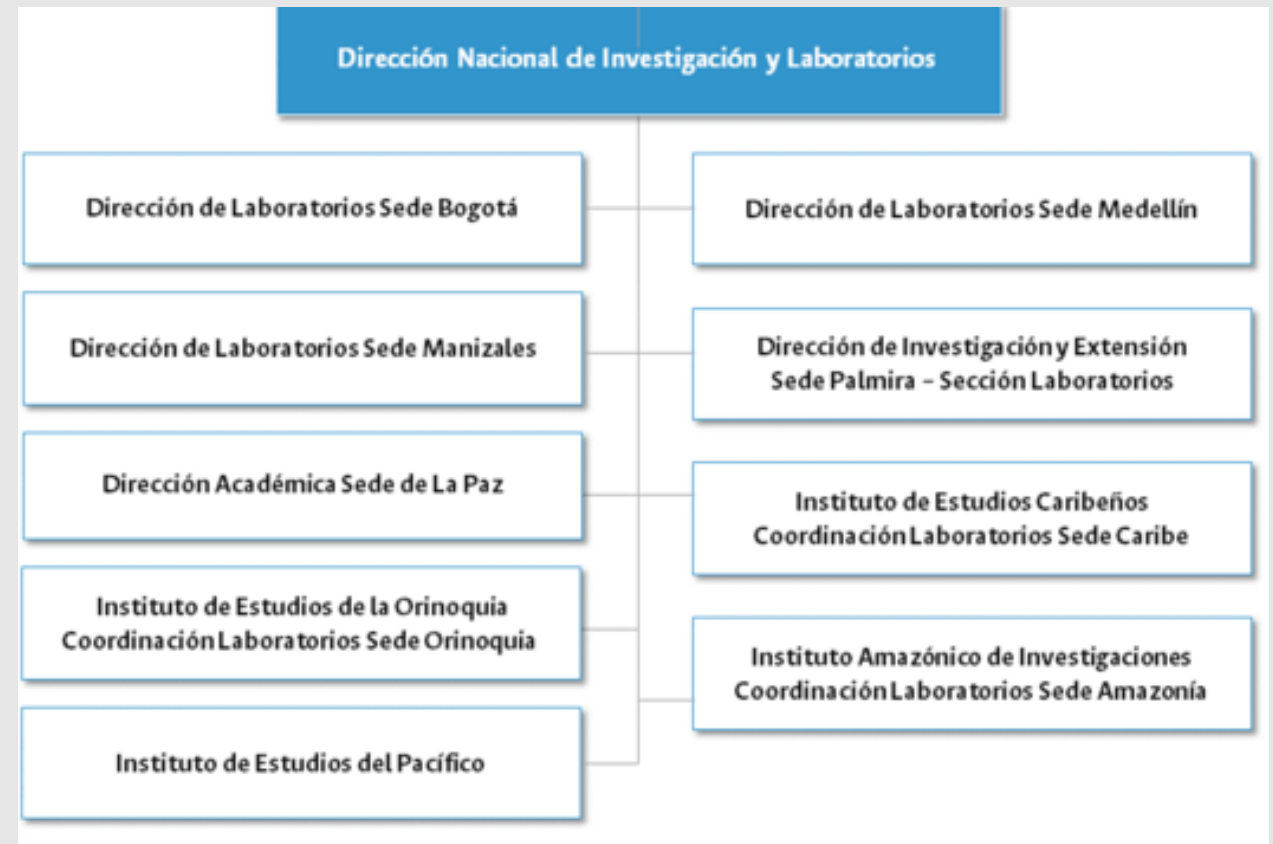 Dirección Nacional de Investigación y Laboratorios
Dirección de Laboratorios Sede Bogotá
Dirección de Laboratorios Sede Medellín
Dirección de Laboratorios Sede Manizales
Dirección de Investigación y Extensión
Sede Palmira – Sección Laboratorios
Dirección Académica Sede de La Paz
Instituto de Estudios Caribeños
Coordinación Laboratorios Sede Caribe
Instituto de Estudios de la Orinoquia
Coordinación Laboratorios Sede Orinoquia
Instituto Amazónico de Investigaciones
Coordinación Laboratorios Sede Amazonía
Instituto de Estudios del Pacífico